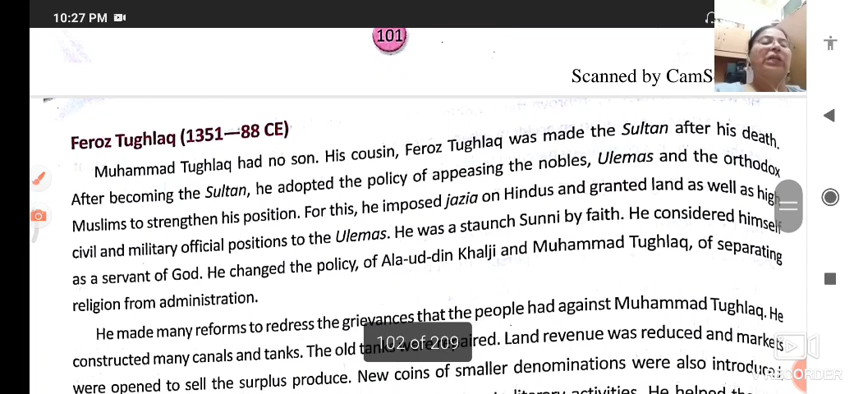 10:27 PM
101
Scanned by CamS
Feroz Tughlaq (1351—88 CE)
Muhammad Tughlaq had no son. His cousin, Feroz Tughlaq was made the Sultan after his death.
After becoming the Sultan, he adopted the policy of appeasing the nobles, Ulemas and the orthodox
Muslims to strengthen his position. For this, he imposed jazia on Hindus and granted land as well as high
civil and military official positions to the Ulemas. He was a staunch Sunni by faith. He considered himself
as a servant of God. He changed the policy, of Ala-ud-din Khalji and Muhammad Tughlaq, of separating
religion from administration.
He made many reforms to redress the grievances that the people had against Muhammad Tughlaq. He
constructed many canals and tanks. The old Land revenue was reduced and markets
102 of 209
were opened to sell the surplus produce. New coins of smaller denominations were also introduced
activities. He helped
RECORDER